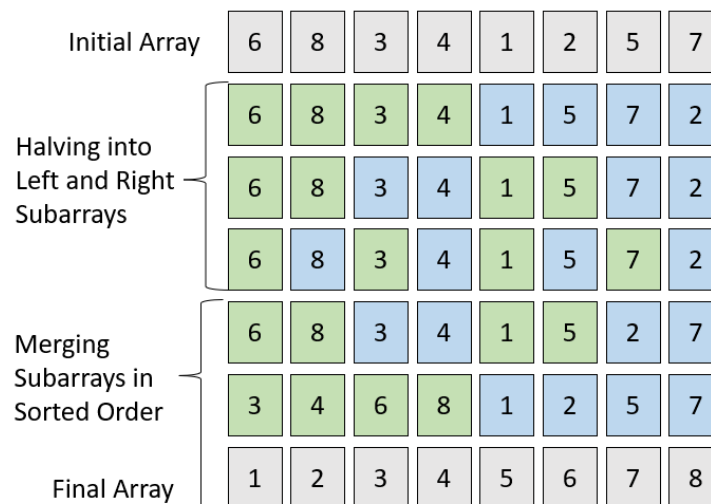 Initial Array 6 8 3 4 1 2 5 7
6 8 3 4 1 5 7 2
Halving into
Left and Right
Subarrays
6 8 3 4 1 5 7 2
6 8 3 4 1 5 7 2
6 8 3 4 1 5 2 7
Merging
Subarrays in
Sorted Order
3 4 6 8 1 2 5 7
Final Array 1 2 3 4 5 6 7 8